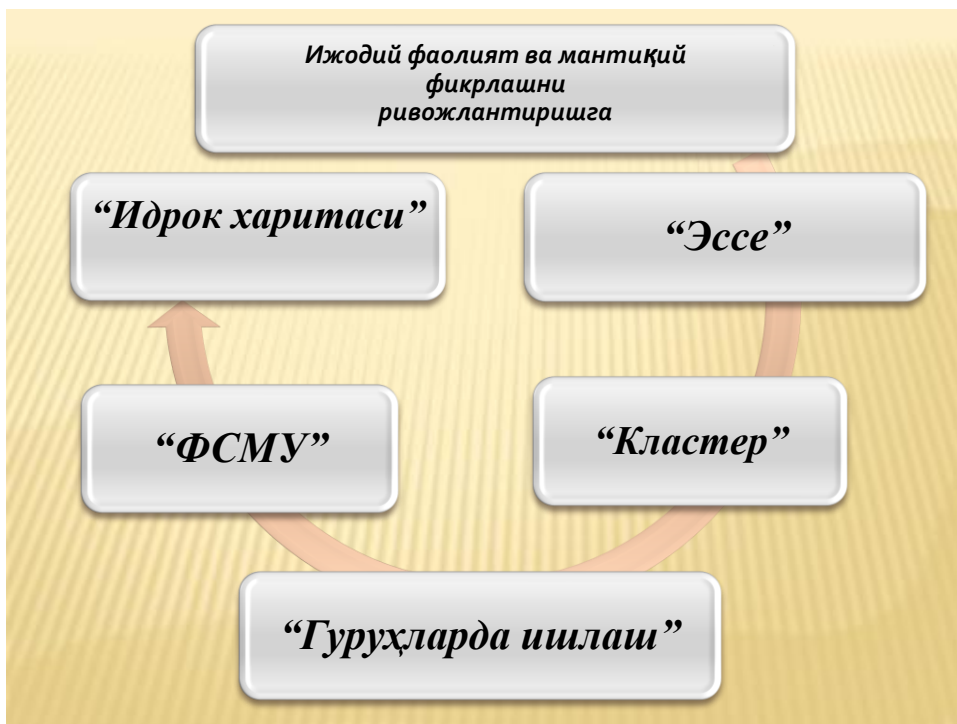 Ижодий фаолият ва мантиқий
фикрлашни
ривожлантиришга
“Идрок харитаси”
“Эссе”
“ФСМУ”
“Кластер”
“Гуруҳларда ишлаш”